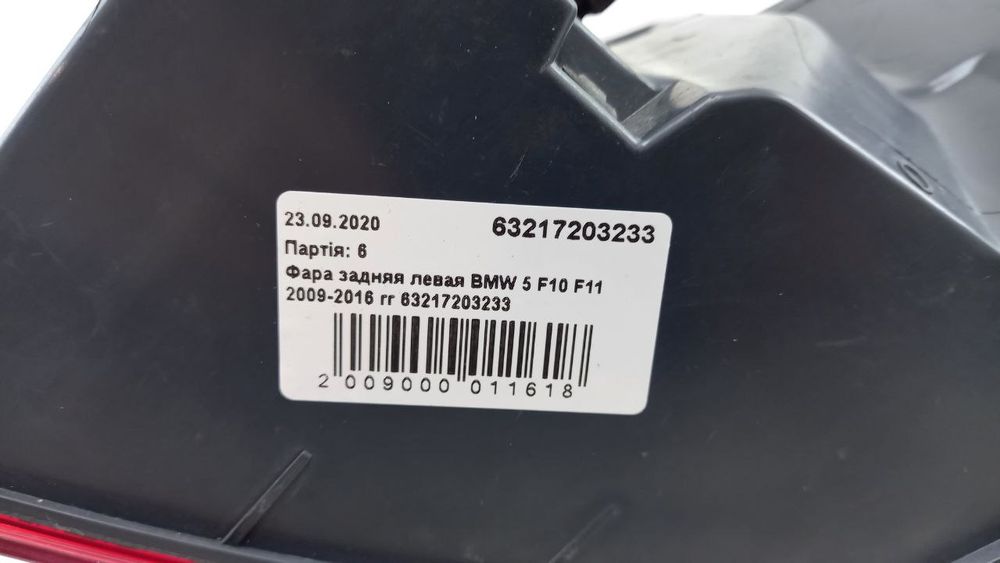 23.09.2020 63217203233
Партія: 6
Фара задняя левая BMW 5 F10 F11
2009-2016 гг 63217203233
2 009000 011618